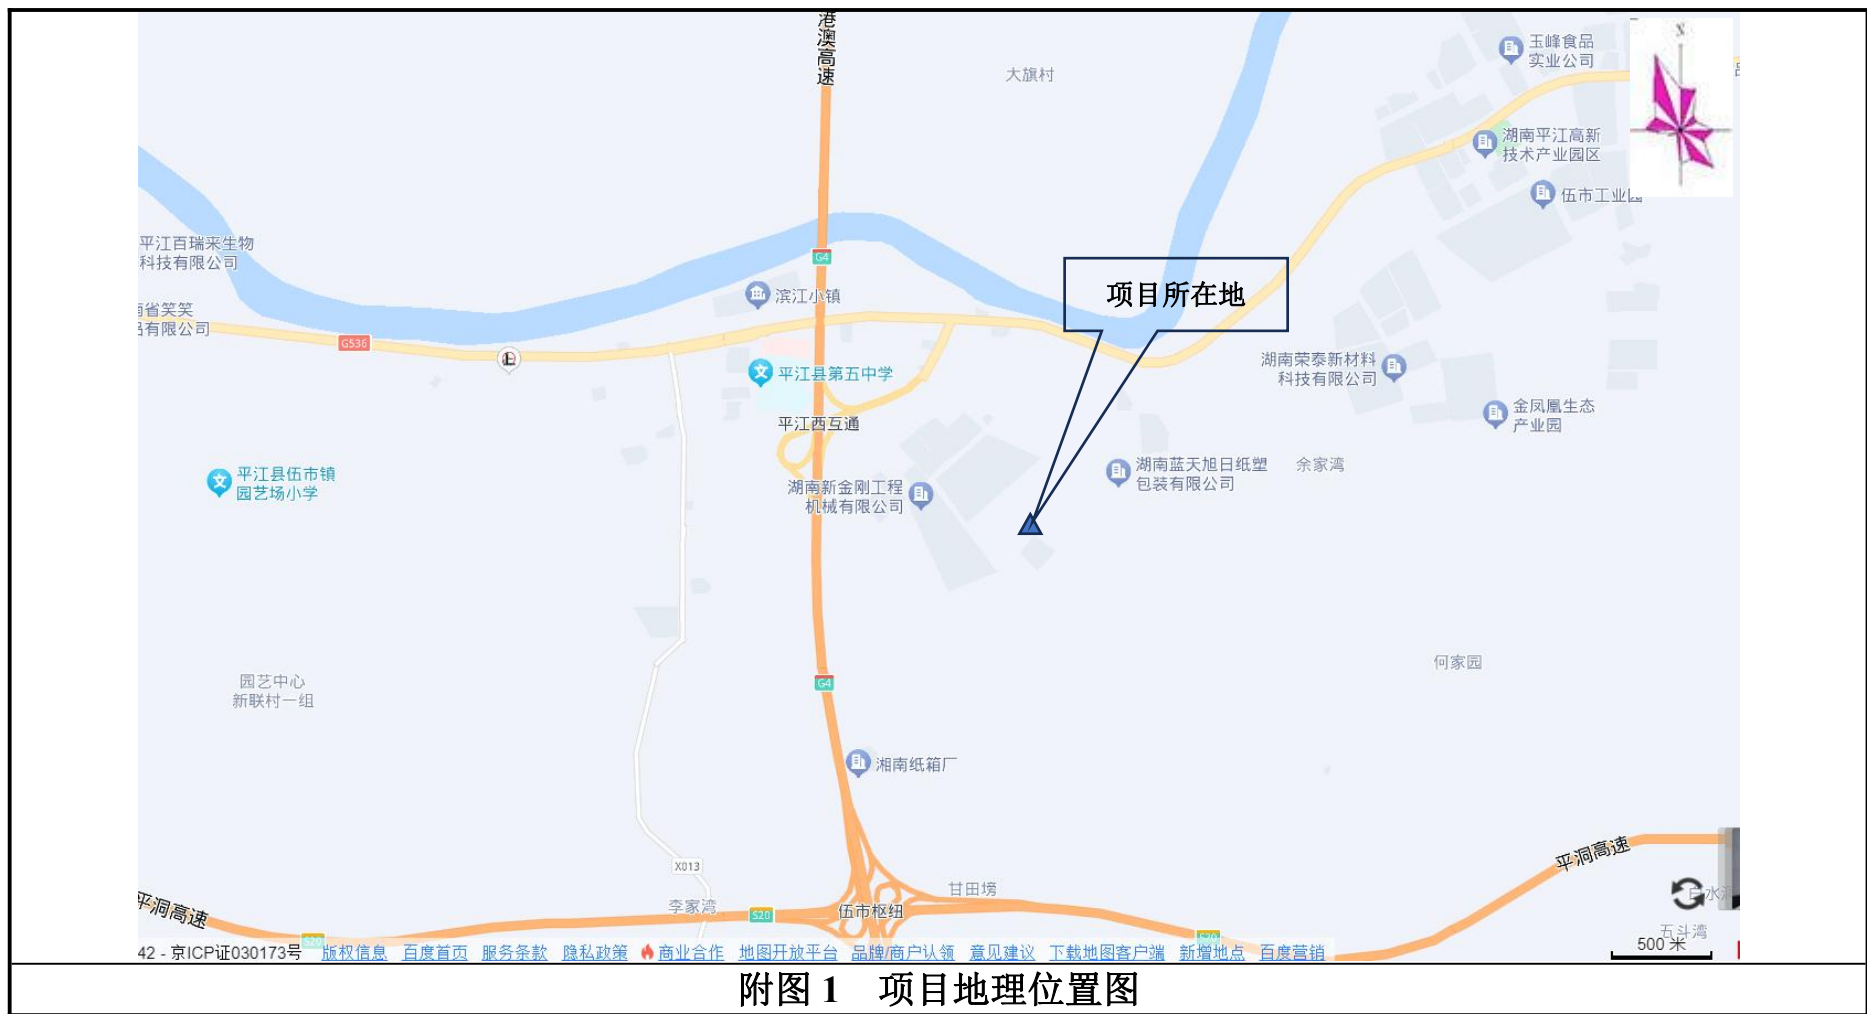 港澳高速
大旗村
玉峰食品
实业公司
湖南平江高新
技术产业园区
伍市工业
平江百瑞来生物
科技有限公司
G4
项目所在地
滨江小镇
省笑笑
有限公司
G536
平江县第五中学
湖南荣泰新材料
科技有限公司
金凤凰生态
产业园
平江西互通
平江县伍市镇
园艺场小学
湖南蓝天旭日纸塑
包装有限公司
余家湾
湖南新金刚工程
机械有限公司
何家园
园艺中心
新联村一组
G4
湘南纸箱厂
平洞高速
X013
甘田塝
李家湾
S20
伍市枢纽
平洞高速
S20
S20
五斗湾
500 米
42 - 京ICP证030173号 版权信息 百度首页 服务条款 隐私政策 商业合作 地图开放平台 品牌/商户认领 意见建议 下载地图客户端 新增地点 百度营销
附图 1 项目地理位置图